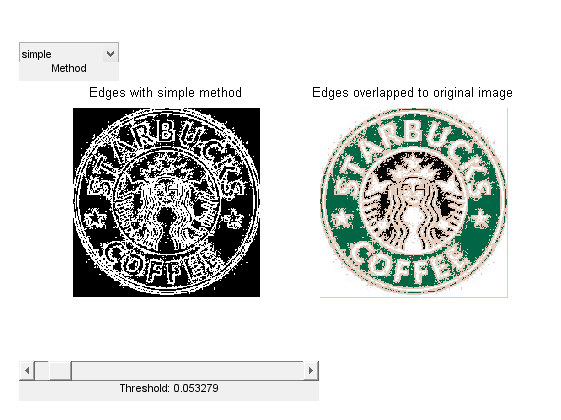 simple
Method
Edges with simple method
Edges overlapped to original image
STARBUCKS
COFFEE
STARBUCKS
COFFEE
Threshold: 0.053279